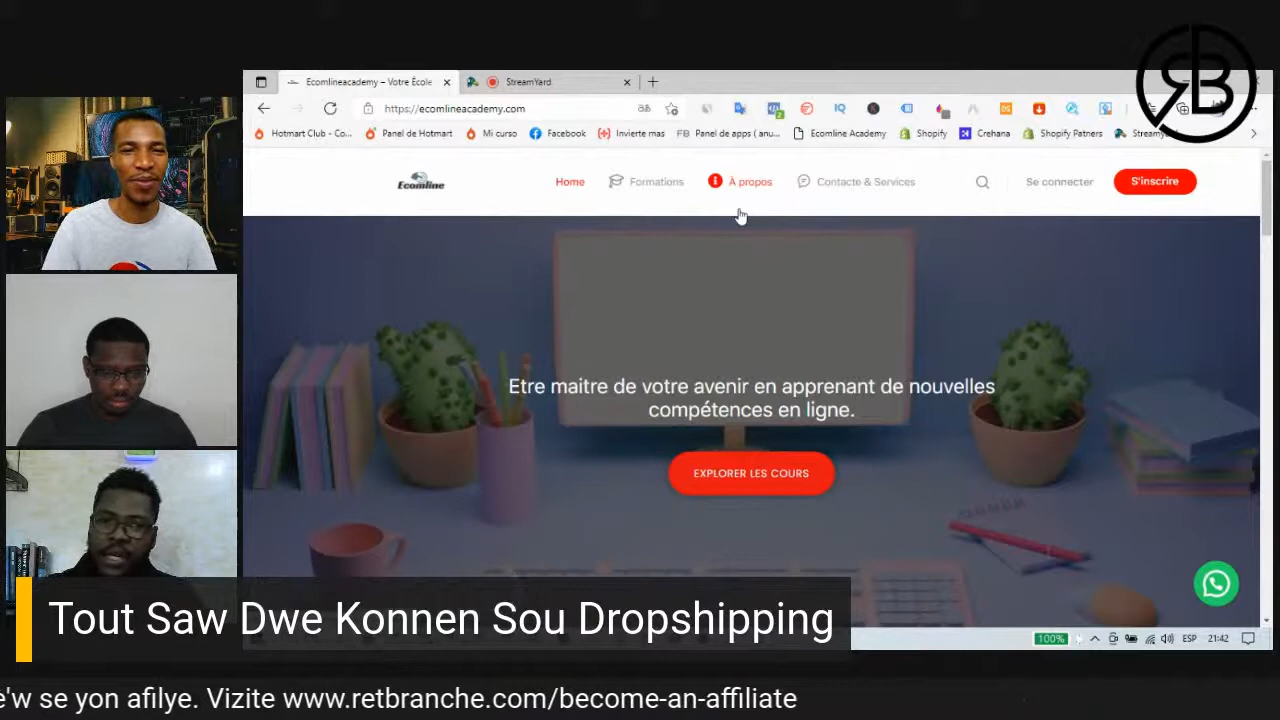 RB
Ecomlineacademy – Votre École
StreamYard
https://ecomlineacademy.com
Hotmart Club - Co...
Panel de Hotmart
Mi curso
Facebook
Invierte mas
Panel de apps ( anu...
Ecomline Academy
Shopify
Crehana
Shopify Patners
Ecomline
Home
Formations
À propos
Contacte & Services
Se connecter
S'inscrire
Etre maitre de votre avenir en apprenant de nouvelles
compétences en ligne.
EXPLORER LES COURS
Tout Saw Dwe Konnen Sou Dropshipping
100%
ESP
21:42
e'w se yon afilye. Vizite www.retbranche.com/become-an-affiliate